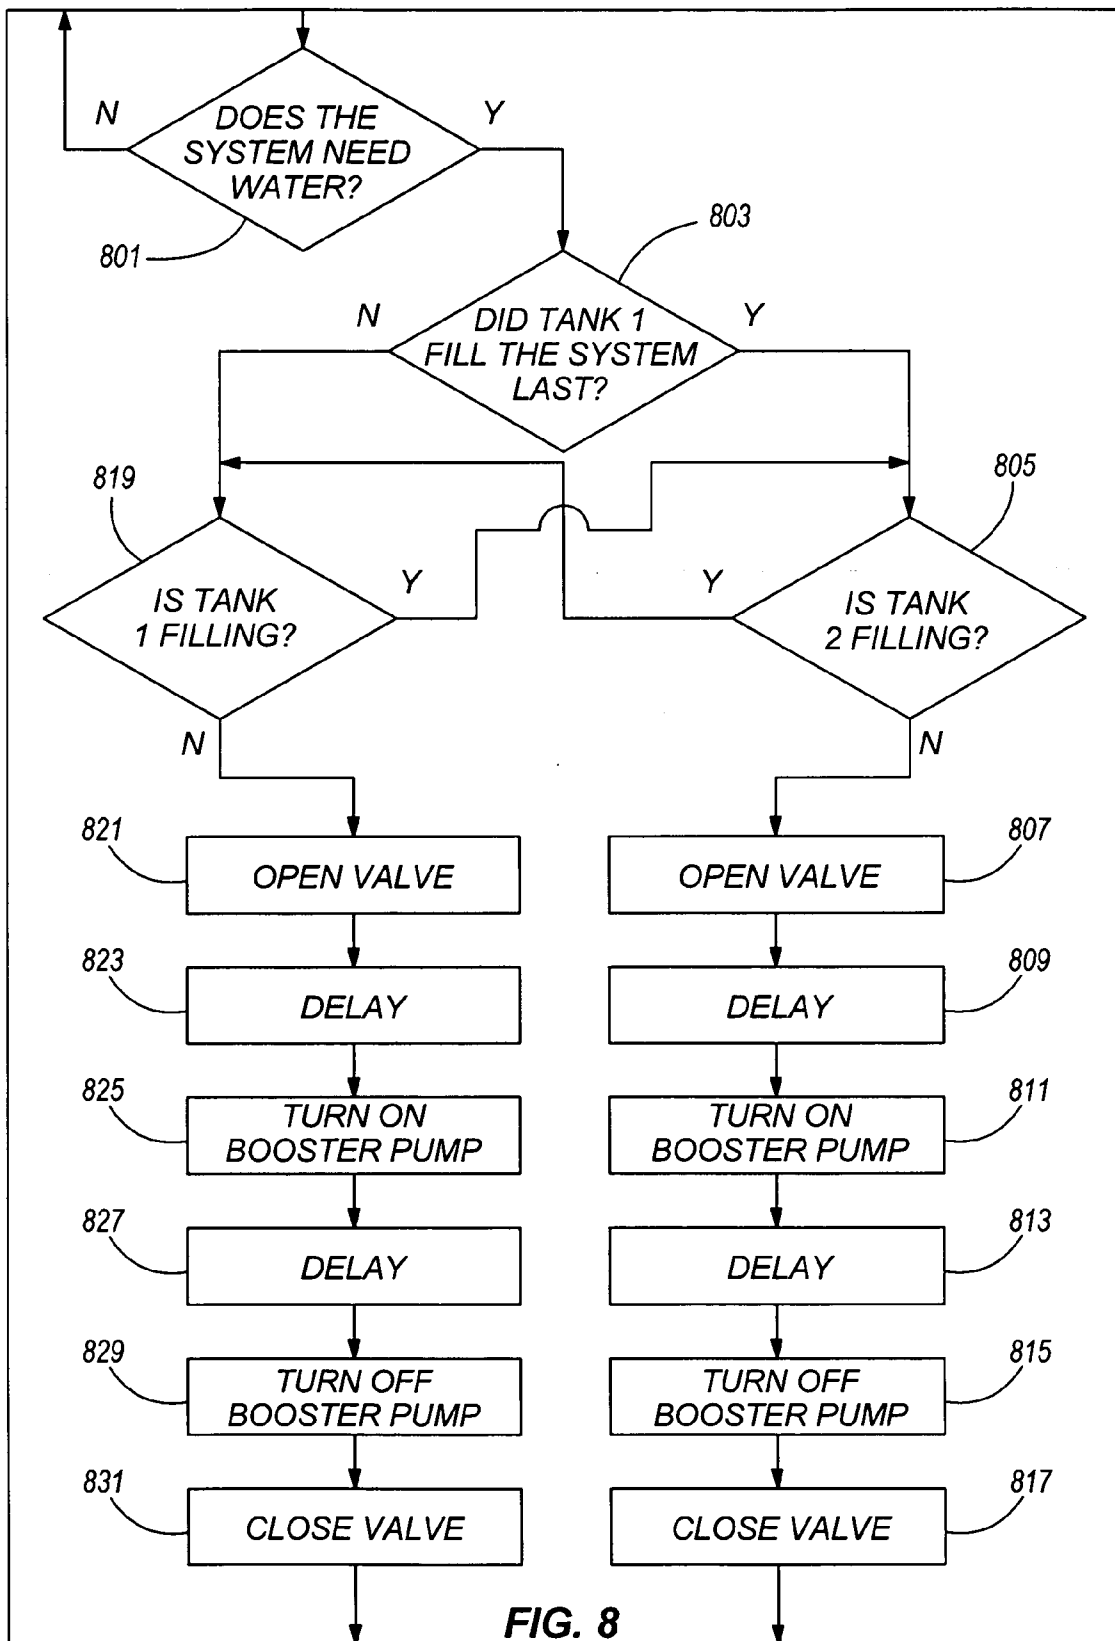 N
DOES THE
SYSTEM NEED
WATER?
Y
801
803
N
DID TANK 1
FILL THE SYSTEM
LAST?
Y
819
805
IS TANK
1 FILLING?
Y
Y
IS TANK
2 FILLING?
N
N
821
OPEN VALVE
OPEN VALVE
807
823
DELAY
DELAY
809
825
TURN ON
BOOSTER PUMP
TURN ON
BOOSTER PUMP
811
827
DELAY
DELAY
813
829
TURN OFF
BOOSTER PUMP
TURN OFF
BOOSTER PUMP
815
831
CLOSE VALVE
CLOSE VALVE
817
FIG. 8